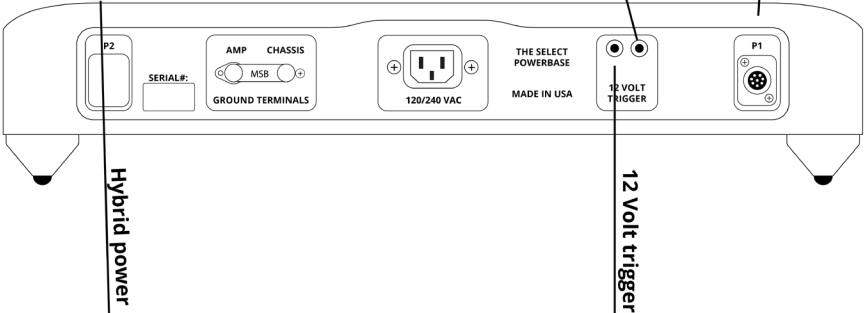 P2
SERIAL#:
AMP CHASSIS
MSB
GROUND TERMINALS
120/240 VAC
THE SELECT
POWERBASE
MADE IN USA
12 VOLT
TRIGGER
P1
Hybrid power
12 Volt trigger